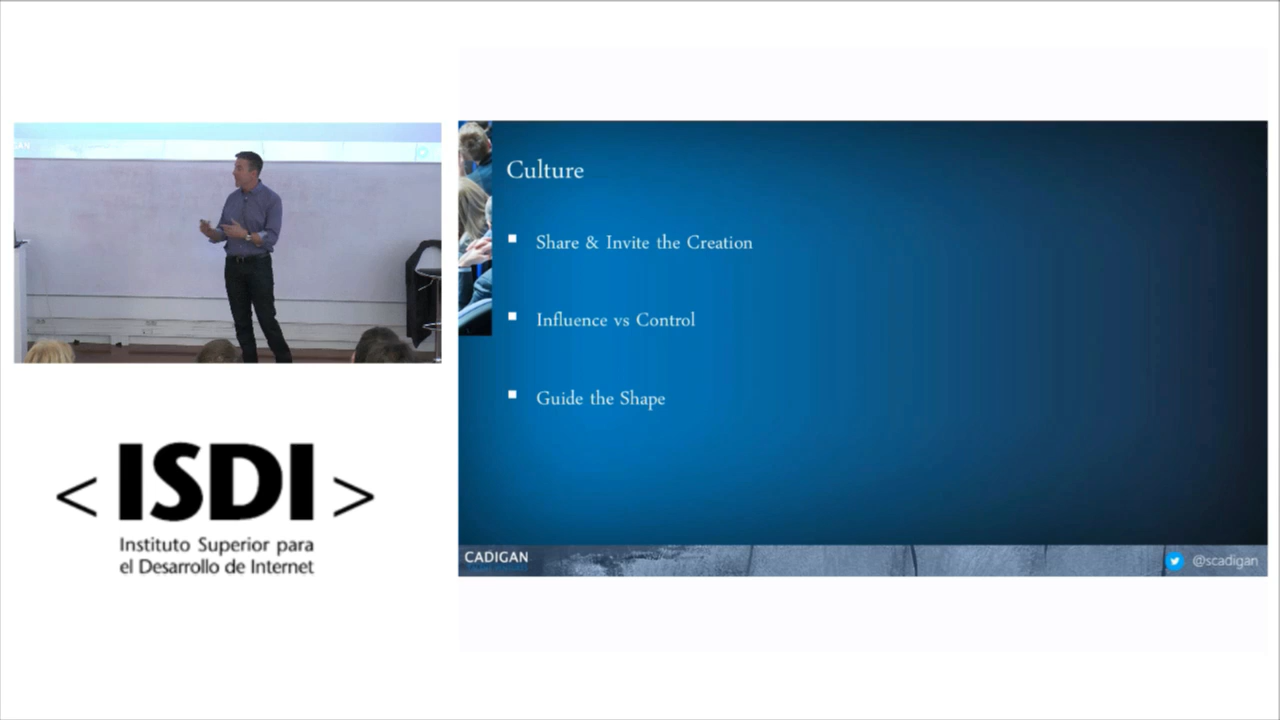 Culture
Share & Invite the Creation
Influence vs Control
Guide the Shape
CADIGAN
@scadigan
< ISDI >
Instituto Superior para
el Desarrollo de Internet